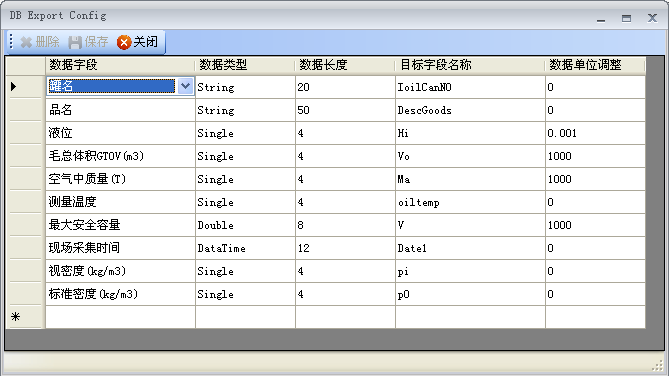 DB Export Config
删除 保存 关闭
数据字段 数据类型 数据长度 目标字段名称 数据单位调整
罐名 String 20 IoilCanNO 0
品名 String 50 DescGoods 0
液位 Single 4 Hi 0.001
毛总体积GTOV(m3) Single 4 Vo 1000
空气中质量(T) Single 4 Ma 1000
测量温度 Single 4 oiltemp 0
最大安全容量 Double 8 V 1000
现场采集时间 DataTime 12 Date1 0
视密度(kg/m3) Single 4 pi 0
标准密度(kg/m3) Single 4 p0 0